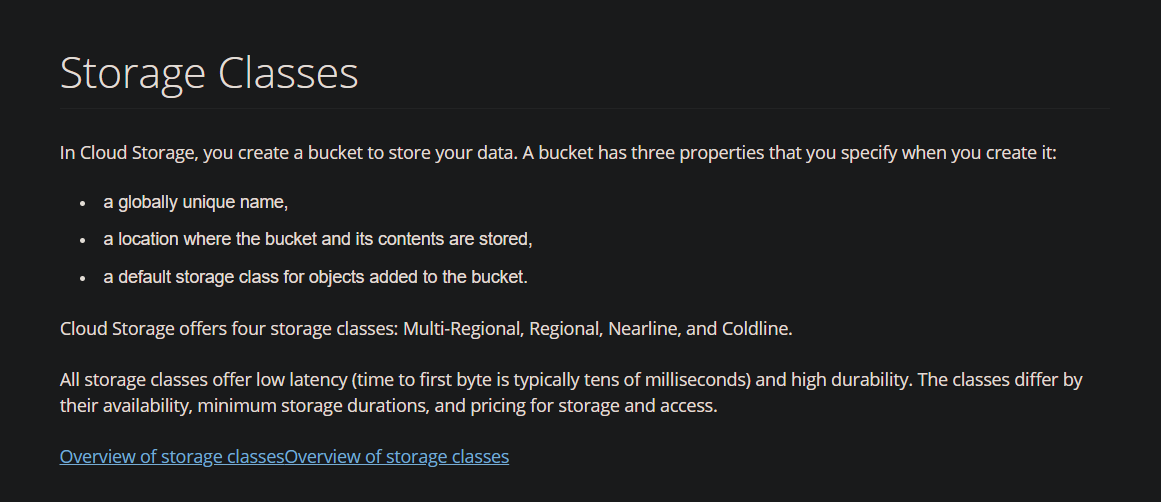 Storage Classes
In Cloud Storage, you create a bucket to store your data. A bucket has three properties that you specify when you create it:
• a globally unique name,
• a location where the bucket and its contents are stored,
• a default storage class for objects added to the bucket.
Cloud Storage offers four storage classes: Multi-Regional, Regional, Nearline, and Coldline.
All storage classes offer low latency (time to first byte is typically tens of milliseconds) and high durability. The classes differ by
their availability, minimum storage durations, and pricing for storage and access.
Overview of storage classesOverview of storage classes